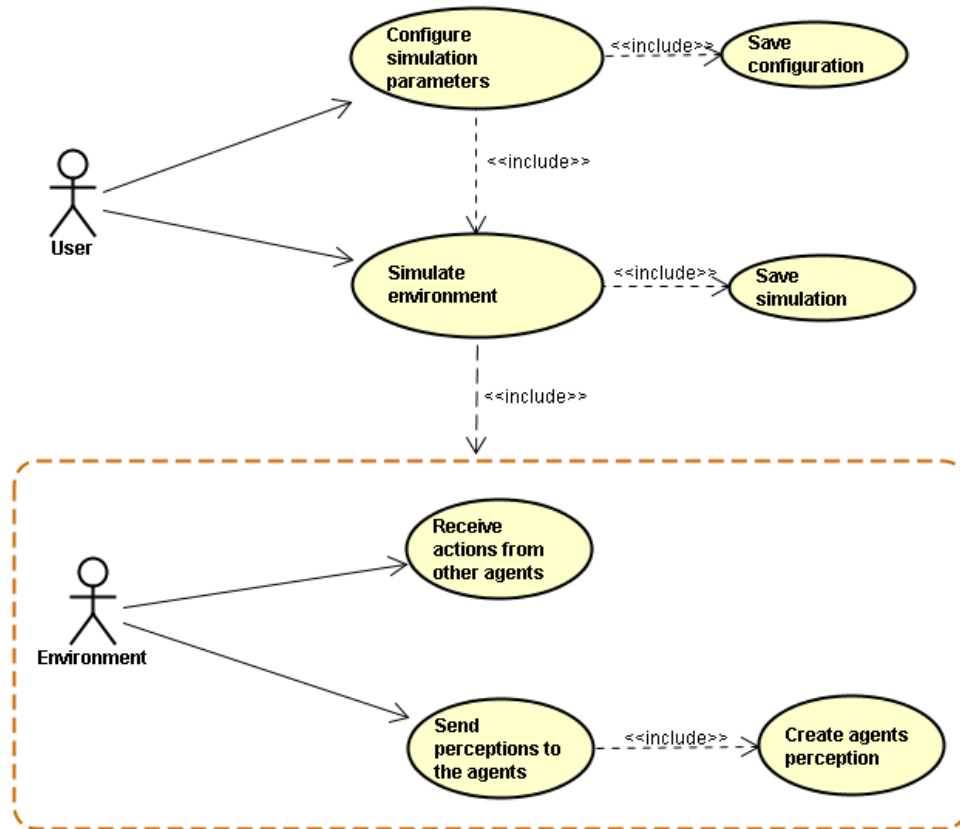 Configure
simulation
parameters
<<include>>
Save
configuration
<<include>>
User
Simulate
environment
<<include>>
Save
simulation
<<include>>
Receive
actions from
other agents
Environment
Send
perceptions to
the agents
<<include>>
Create agents
perception